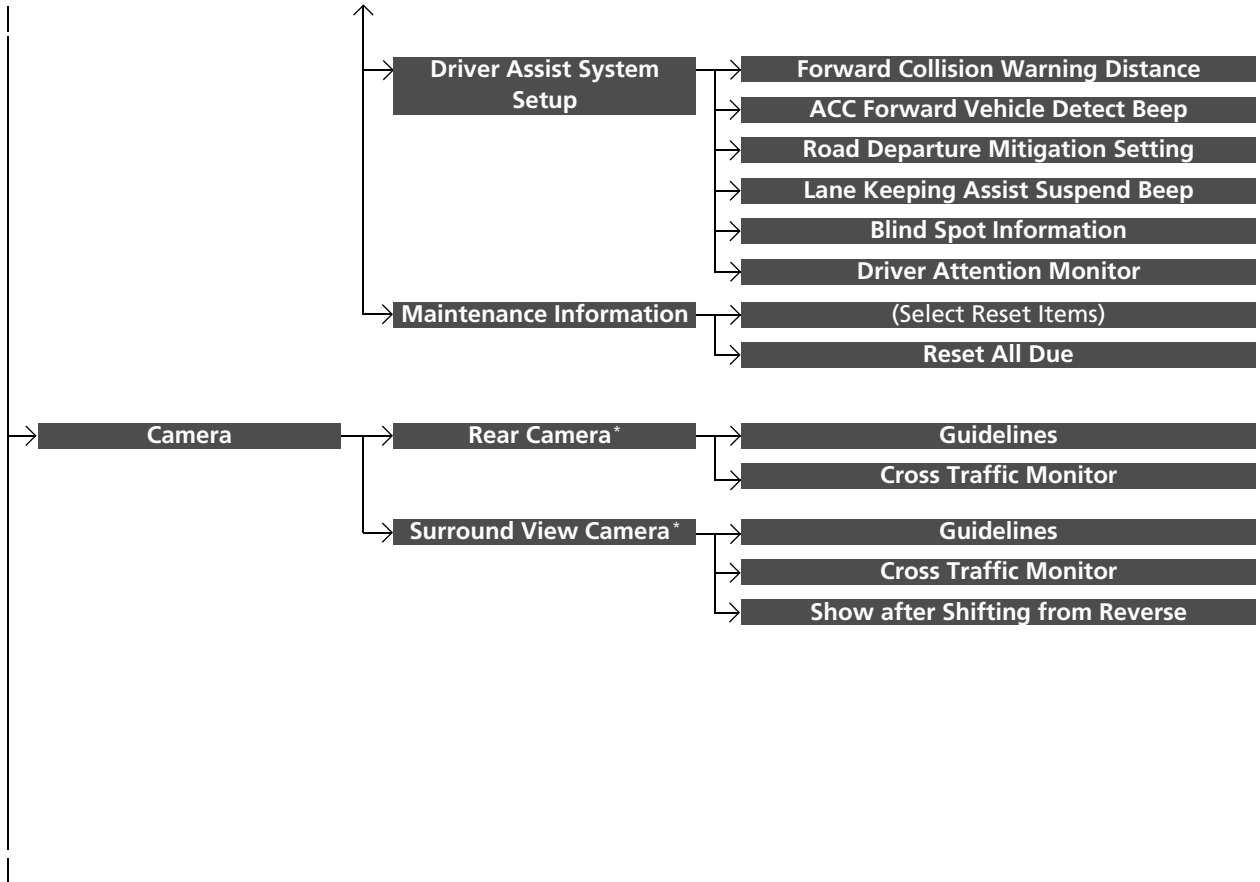 Driver Assist System
Setup
Forward Collision Warning Distance
ACC Forward Vehicle Detect Beep
Road Departure Mitigation Setting
Lane Keeping Assist Suspend Beep
Blind Spot Information
Driver Attention Monitor
Maintenance Information
(Select Reset Items)
Reset All Due
Camera
Rear Camera*
Guidelines
Cross Traffic Monitor
Surround View Camera*
Guidelines
Cross Traffic Monitor
Show after Shifting from Reverse